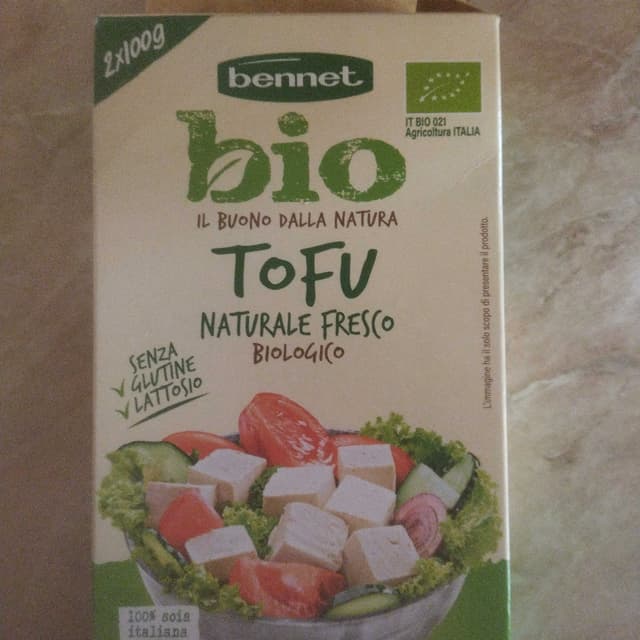 2x100g
bennet
bio
IT BIO 021
Agricoltura ITALIA
IL BUONO DALLA NATURA
TOFU
NATURALE FRESCO
BIOLOGICO
SENZA
GLUTINE
LATTOSIO
L'immagine ha il solo scopo di presentare il prodotto.
100% soia
italiana